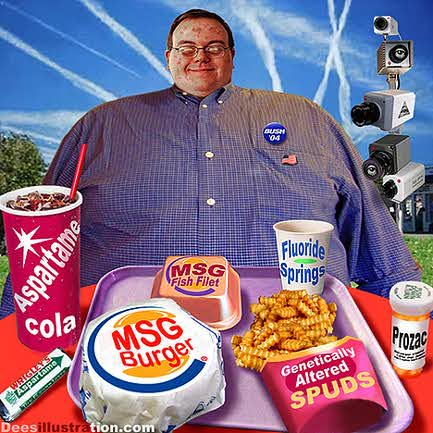 BUSH
'04
Aspartame
cola
MSG
Fish Filet
Fluoride
Springs
MSG
Burger
Genetically
Altered
SPUDS
Prozac
Aspartame
Deesillustration.com